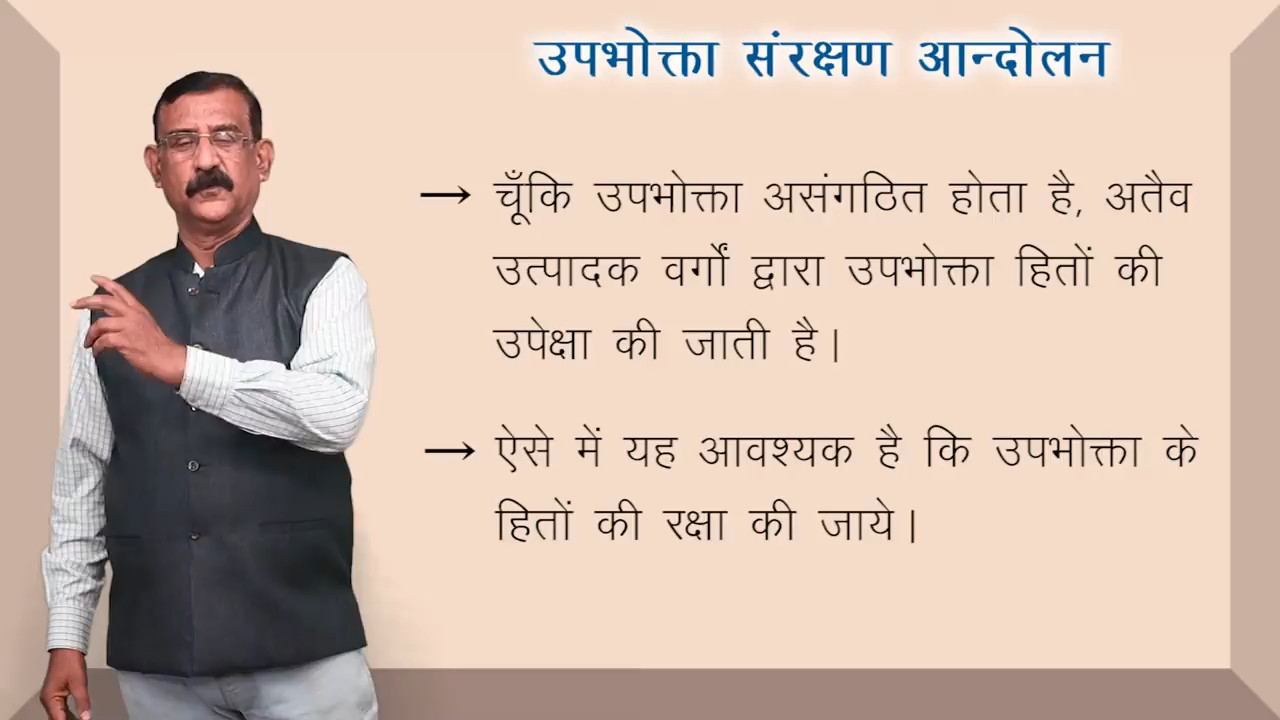 उपभोक्ता संरक्षण आन्दोलन
→ चूँकि उपभोक्ता असंगठित होता है, अतैव
उत्पादक वर्गों द्वारा उपभोक्ता हितों की
उपेक्षा की जाती है।
→ ऐसे में यह आवश्यक है कि उपभोक्ता के
हितों की रक्षा की जाये।